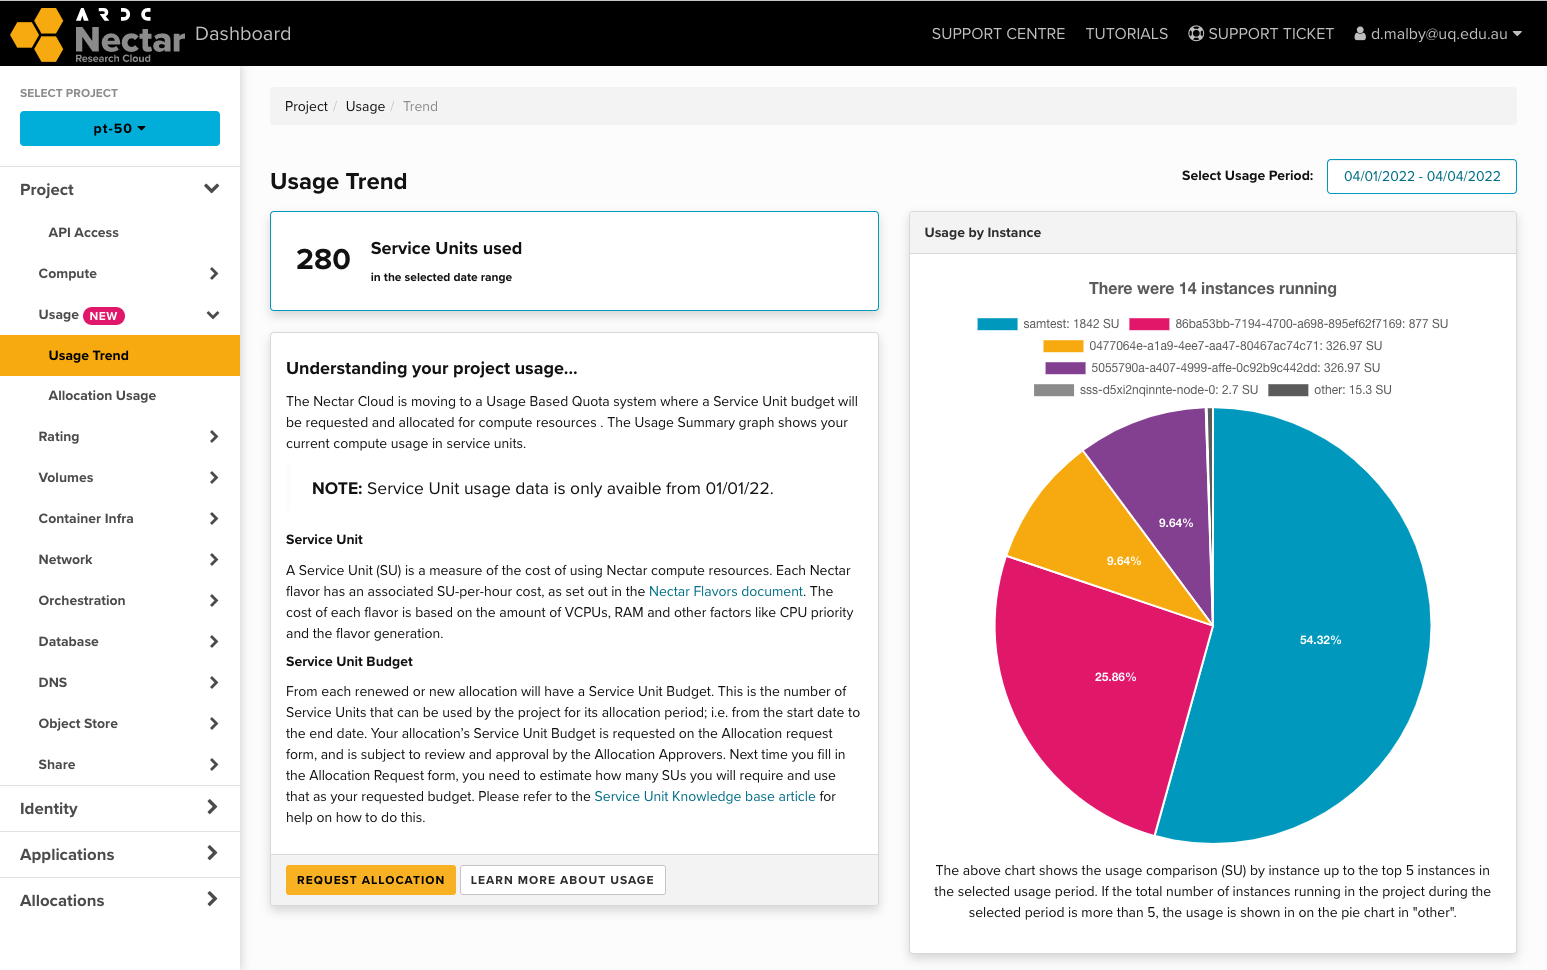 ARDC
Nectar
Research Cloud
Dashboard
SUPPORT CENTRE
TUTORIALS
SUPPORT TICKET
d.malby@uq.edu.au
SELECT PROJECT
pt-50
Project
API Access
Compute
Usage NEW
Usage Trend
Allocation Usage
Rating
Volumes
Container Infra
Network
Orchestration
Database
DNS
Object Store
Share
Identity
Applications
Allocations
Project / Usage / Trend
Usage Trend
Select Usage Period: 04/01/2022 - 04/04/2022
280
Service Units used
in the selected date range
Understanding your project usage...
The Nectar Cloud is moving to a Usage Based Quota system where a Service Unit budget will
be requested and allocated for compute resources . The Usage Summary graph shows your
current compute usage in service units.
NOTE: Service Unit usage data is only avaible from 01/01/22.
Service Unit
A Service Unit (SU) is a measure of the cost of using Nectar compute resources. Each Nectar
flavor has an associated SU-per-hour cost, as set out in the Nectar Flavors document. The
cost of each flavor is based on the amount of VCPUs, RAM and other factors like CPU priority
and the flavor generation.
Service Unit Budget
From each renewed or new allocation will have a Service Unit Budget. This is the number of
Service Units that can be used by the project for its allocation period; i.e. from the start date to
the end date. Your allocation’s Service Unit Budget is requested on the Allocation request
form, and is subject to review and approval by the Allocation Approvers. Next time you fill in
the Allocation Request form, you need to estimate how many SUs you will require and use
that as your requested budget. Please refer to the Service Unit Knowledge base article for
help on how to do this.
REQUEST ALLOCATION
LEARN MORE ABOUT USAGE
Usage by Instance
There were 14 instances running
samtest: 1842 SU 86ba53bb-7194-4700-a698-895ef62f7169: 877 SU
0477064e-a1a9-4ee7-aa47-80467ac74c71: 326.97 SU
5055790a-a407-4999-affe-0c92b9c442dd: 326.97 SU
sss-d5xi2nqinnte-node-0: 2.7 SU other: 15.3 SU
9.64%
9.64%
54.32%
25.86%
The above chart shows the usage comparison (SU) by instance up to the top 5 instances in
the selected usage period. If the total number of instances running in the project during the
selected period is more than 5, the usage is shown in on the pie chart in "other".